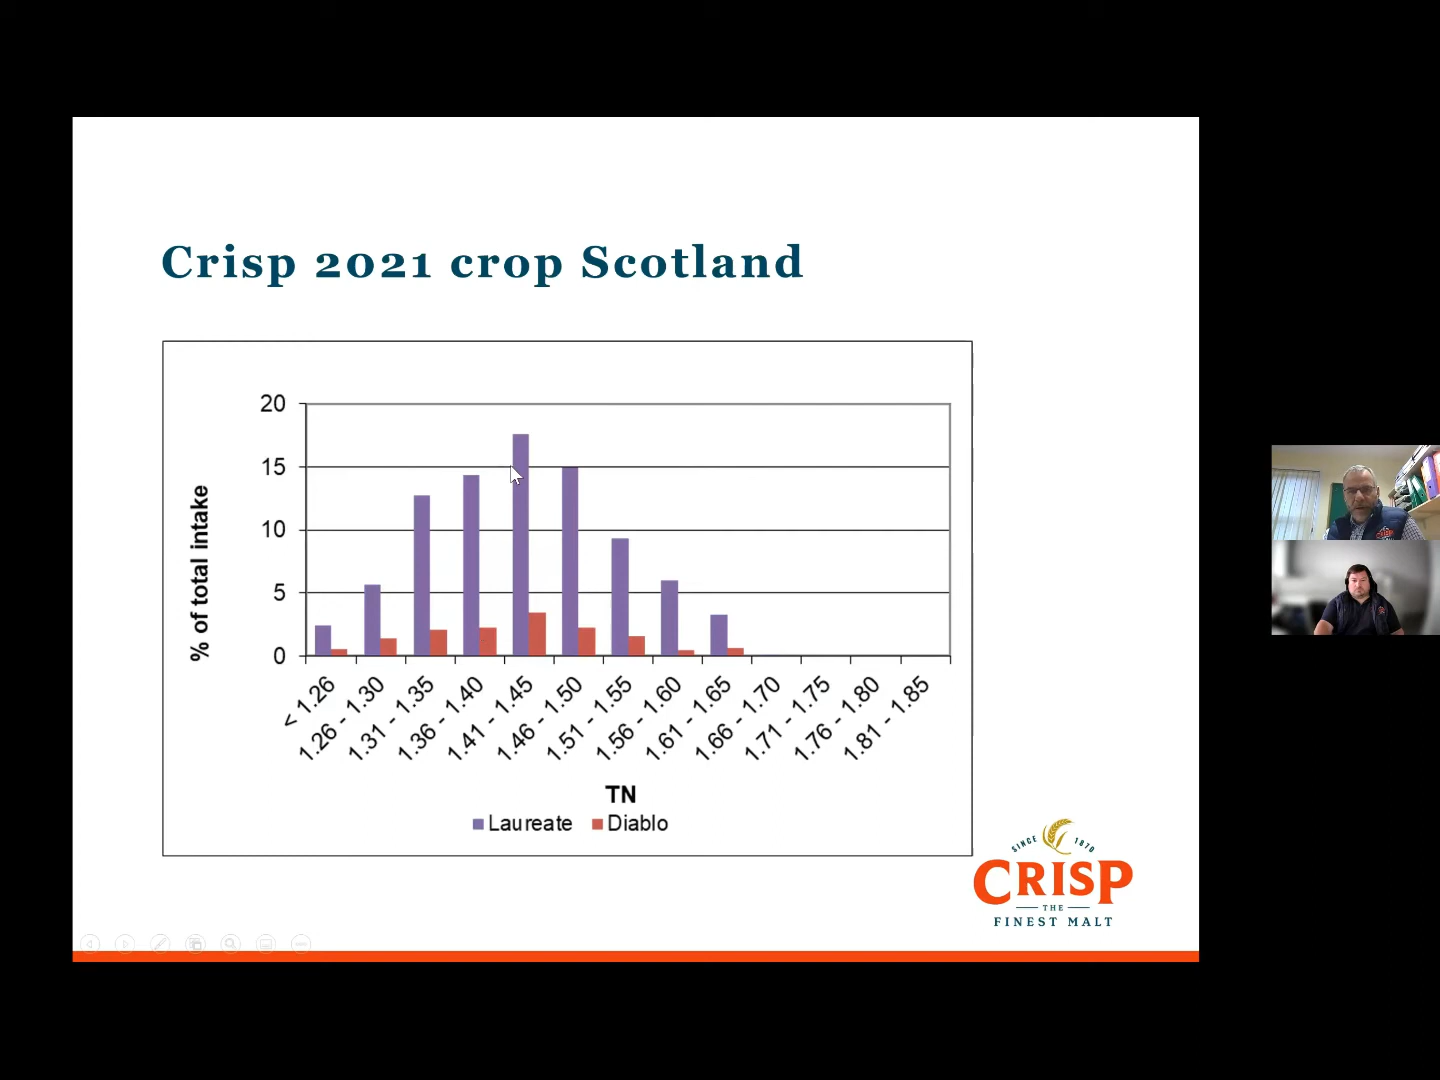 Crisp 2021 crop Scotland
20
15
10
5
0
% of total intake
< 1.26
1.26 - 1.30
1.31 - 1.35
1.36 - 1.40
1.41 - 1.45
1.46 - 1.50
1.51 - 1.55
1.56 - 1.60
1.61 - 1.65
1.66 - 1.70
1.71 - 1.75
1.76 - 1.80
1.81 - 1.85
TN
Laureate Diablo
SINCE 1870
CRISP
THE
FINEST MALT